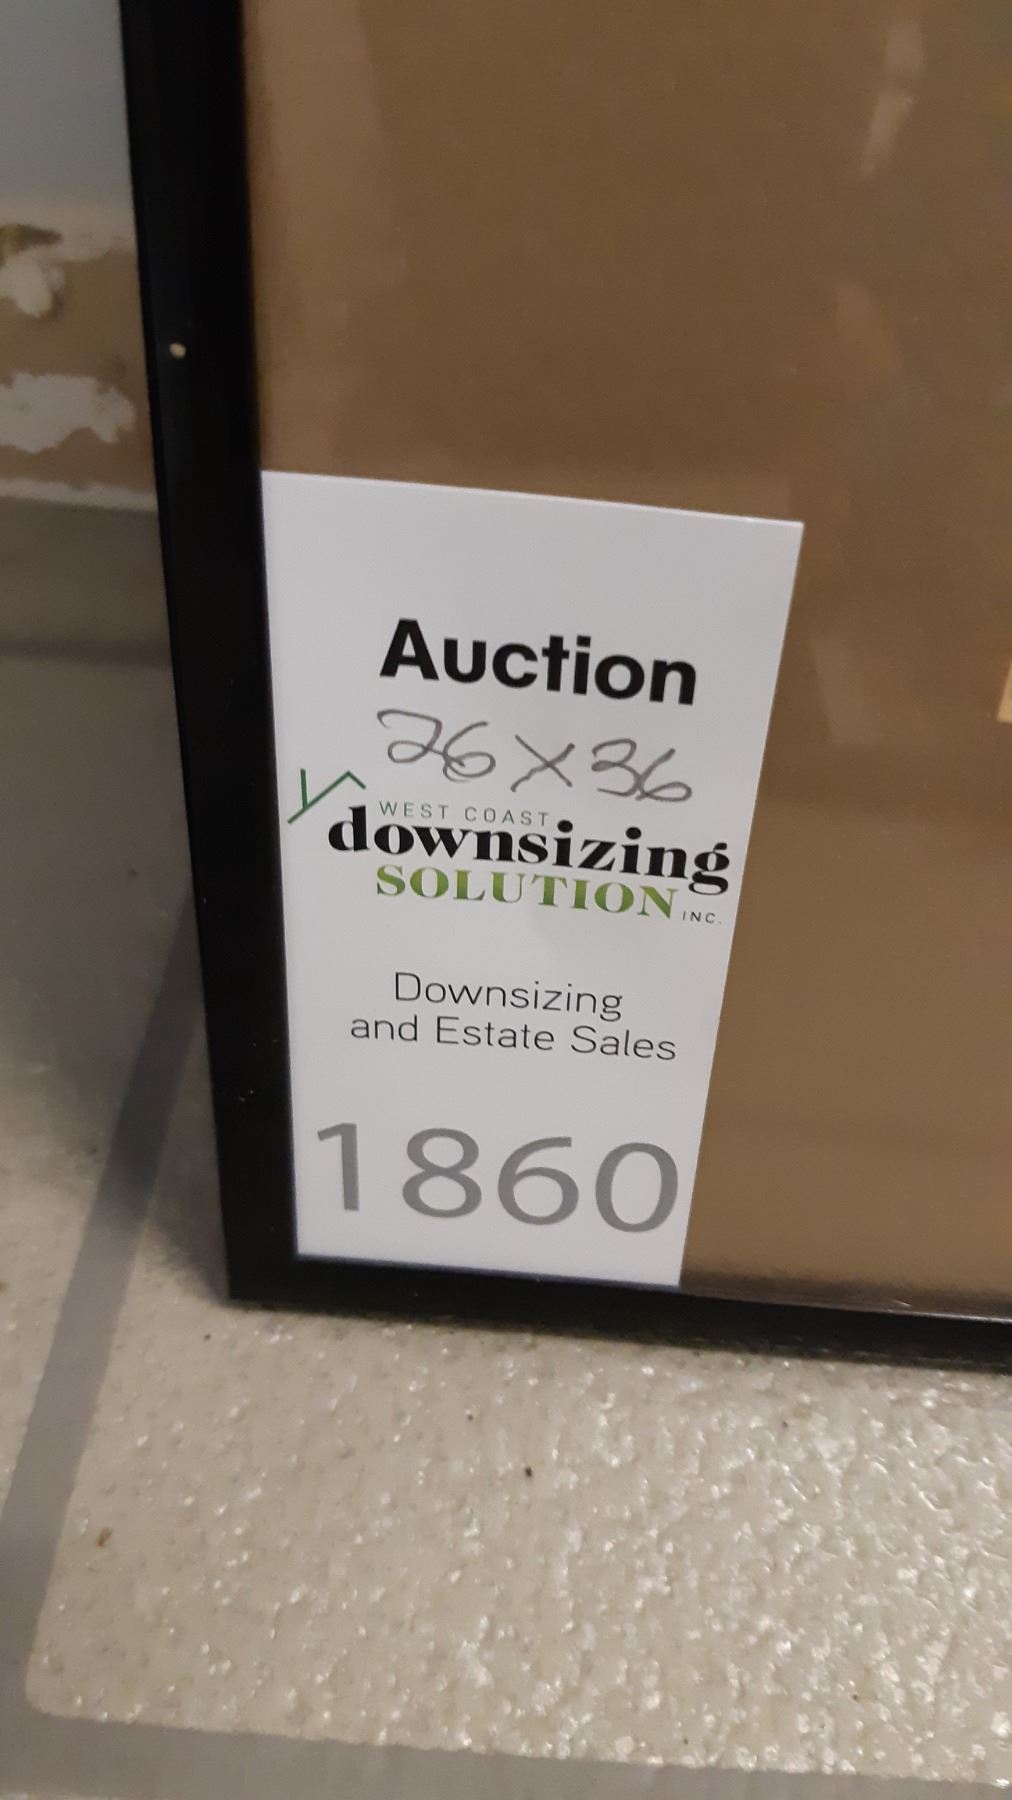 Auction
26 x 36
WEST COAST
downsizing
SOLUTION INC.
Downsizing
and Estate Sales
1860